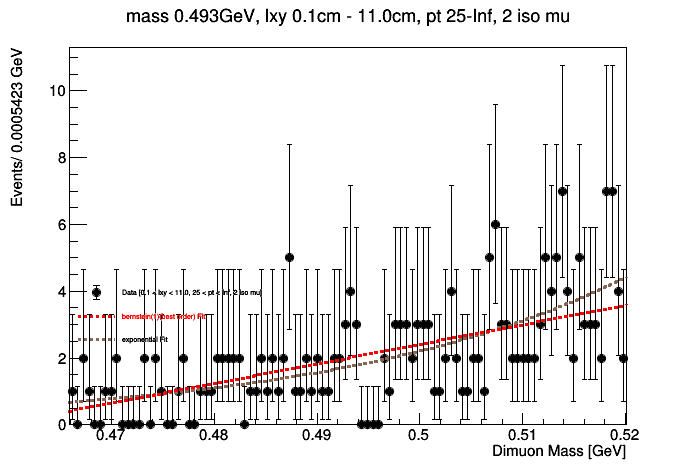 mass 0.493GeV, lxy 0.1cm - 11.0cm, pt 25-Inf, 2 iso mu
Events/ 0.0005423 GeV
10
8
6
4
2
0
Data [0.1 < lxy < 11.0, 25 < pt < Inf, 2 iso mu]
Fit
exponential Fit
0.47
0.48
0.49
0.5
0.51
0.52
Dimuon Mass [GeV]